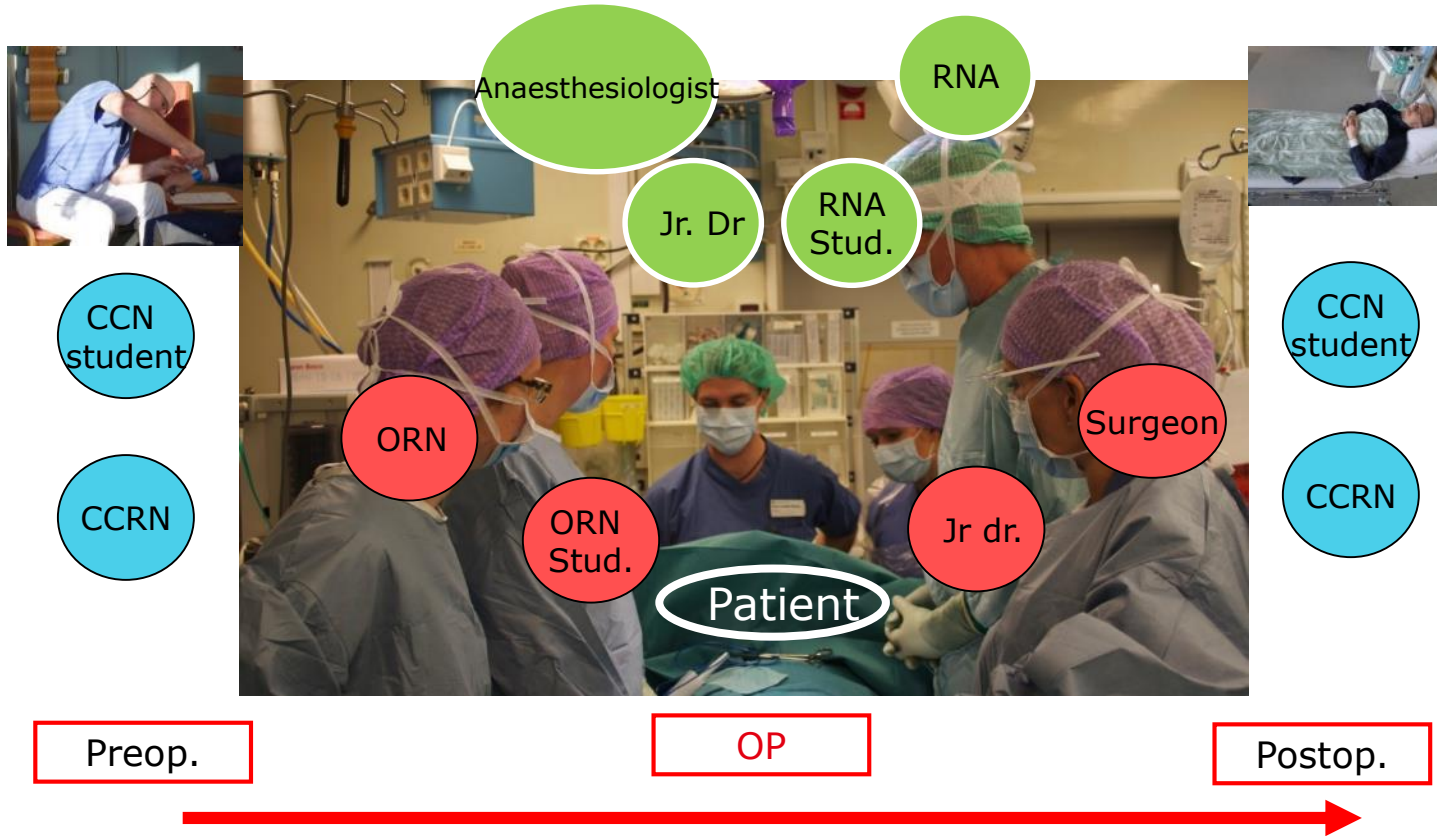 Anaesthesiologist
RNA
Jr. Dr
RNA
Stud.
CCN
student
CCRN
ORN
ORN
Stud.
Surgeon
Jr dr.
Patient
CCN
student
CCRN
Preop.
OP
Postop.